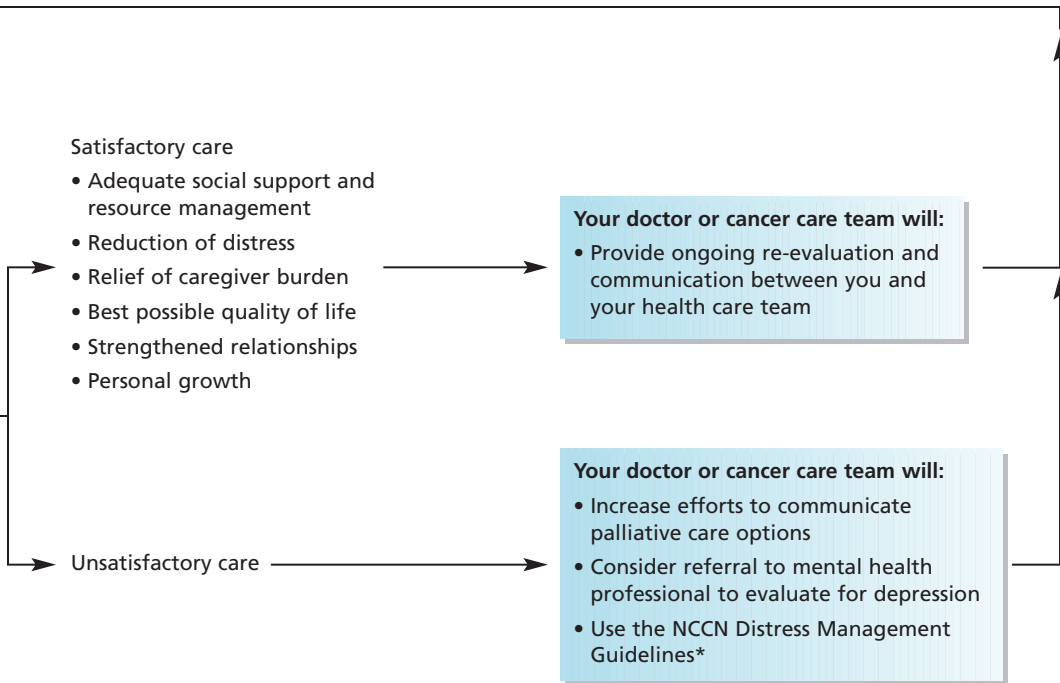 Satisfactory care
• Adequate social support and
resource management
• Reduction of distress
• Relief of caregiver burden
• Best possible quality of life
• Strengthened relationships
• Personal growth
Your doctor or cancer care team will:
• Provide ongoing re-evaluation and
communication between you and
your health care team
Unsatisfactory care
Your doctor or cancer care team will:
• Increase efforts to communicate
palliative care options
• Consider referral to mental health
professional to evaluate for depression
• Use the NCCN Distress Management
Guidelines*